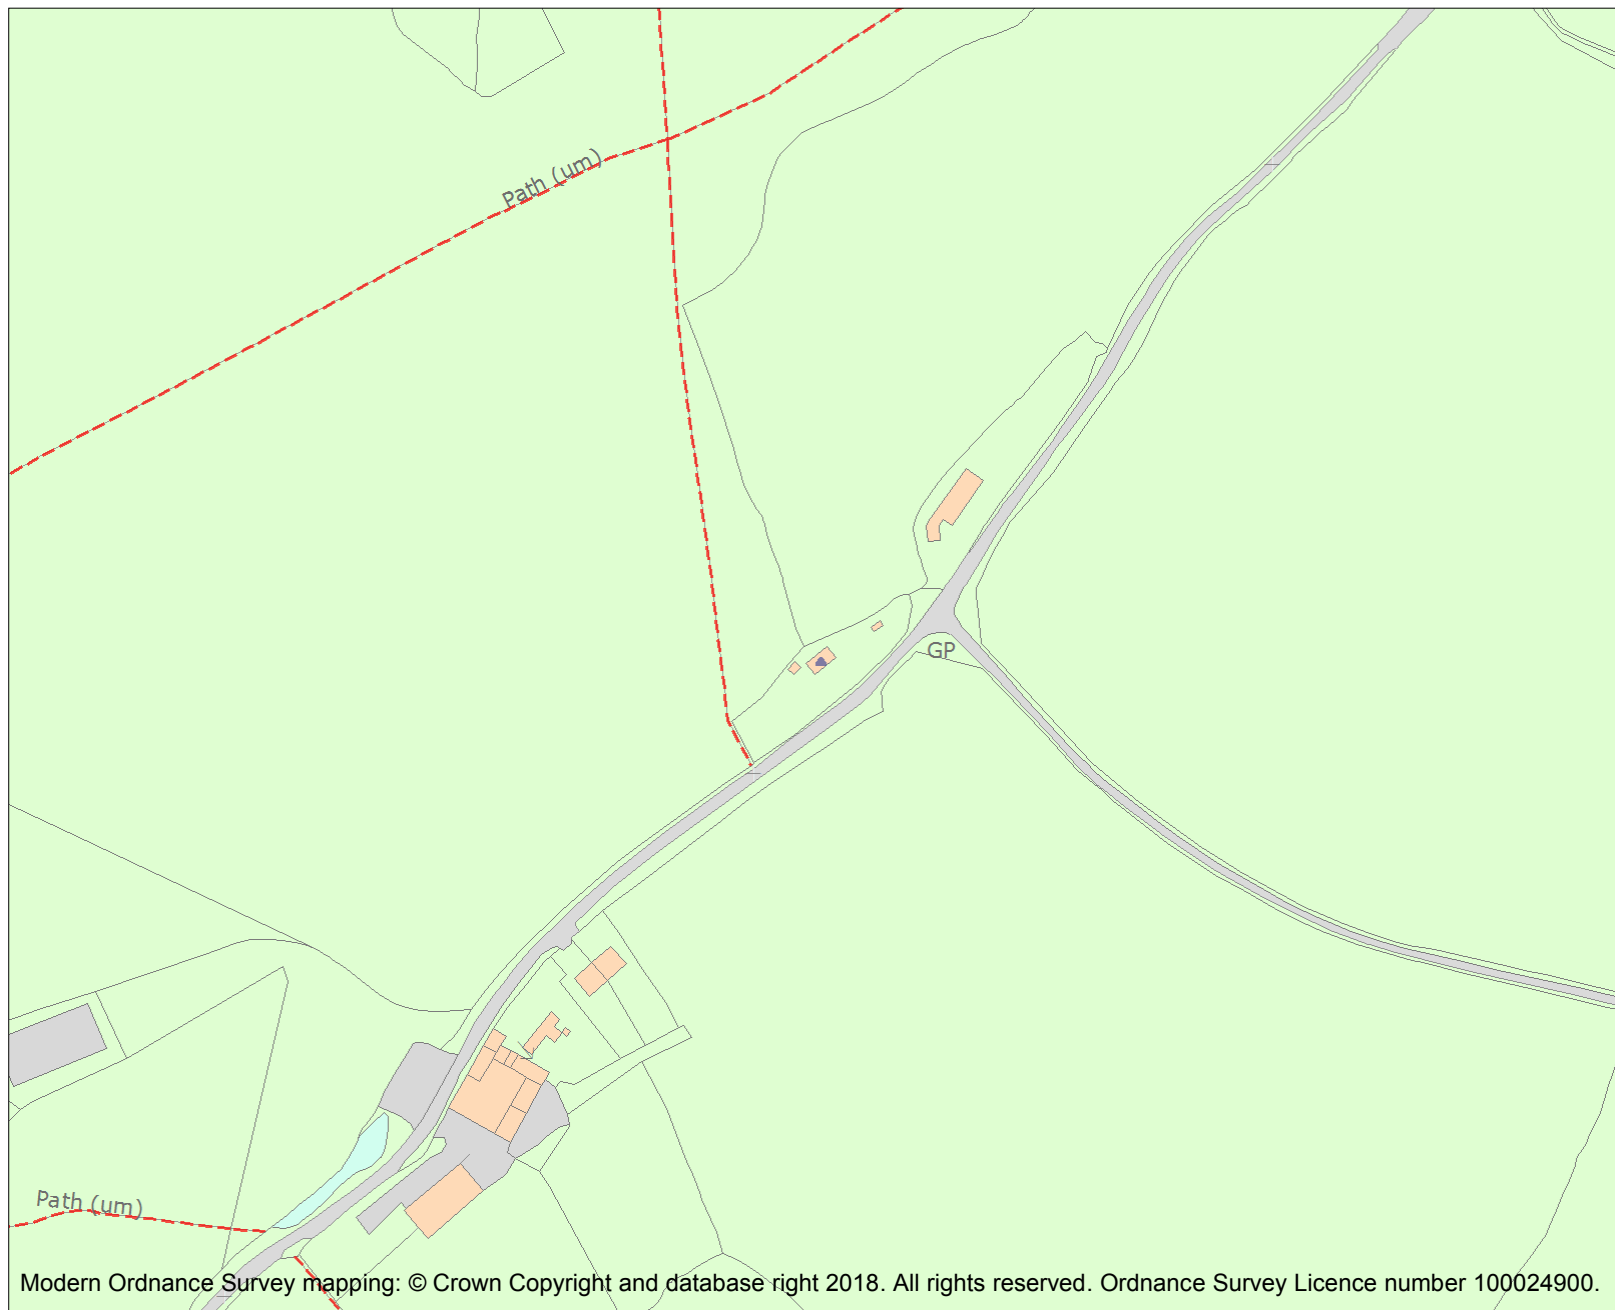 Path (um)
GP
Path (um)
Modern Ordnance Survey mapping: © Crown Copyright and database right 2018. All rights reserved. Ordnance Survey Licence number 100024900.